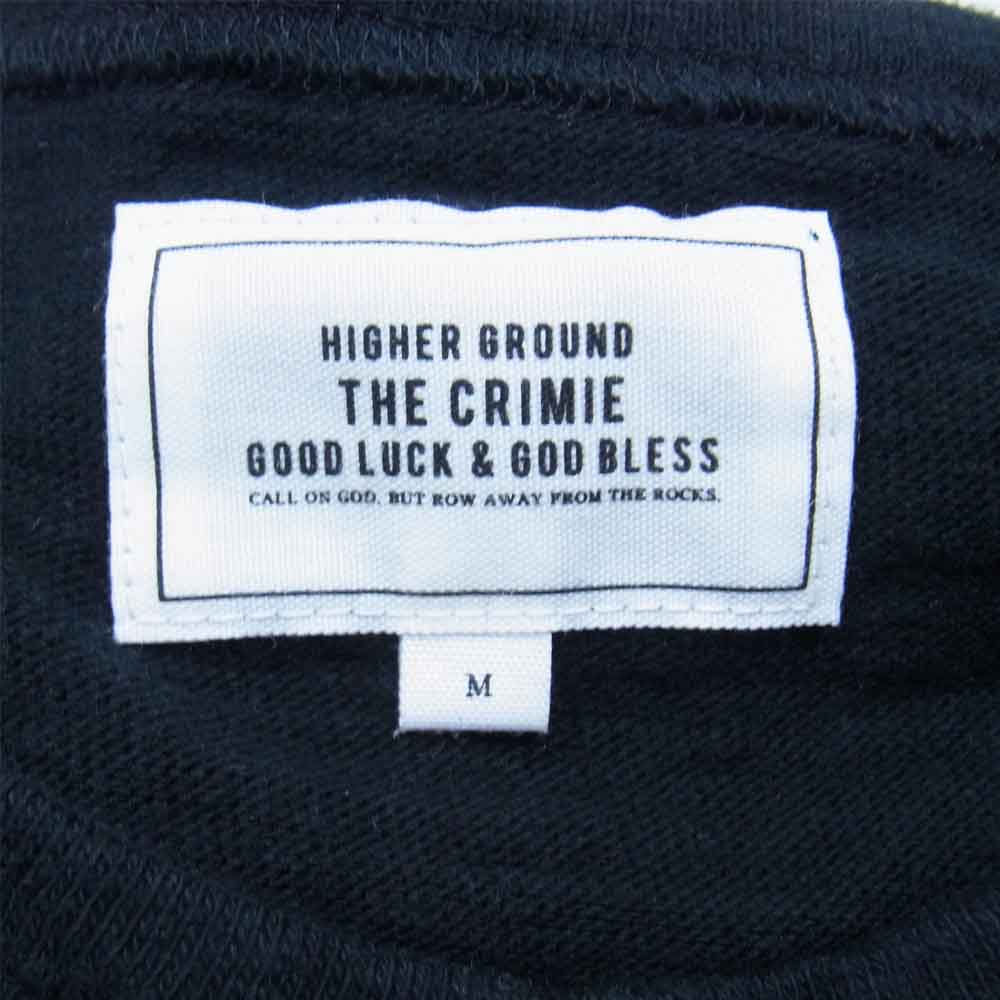 HIGHER GROUND
THE CRIMIE
GOOD LUCK & GOD BLESS
CALL ON GOD, BUT ROW AWAY FROM THE ROCKS.
M